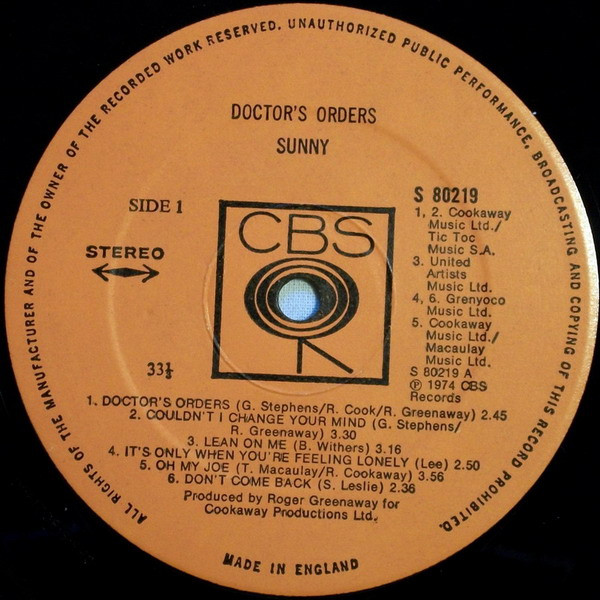 ALL RIGHTS OF THE MANUFACTURER AND OF THE OWNER OF THE RECORDED WORK RESERVED. UNAUTHORIZED PUBLIC PERFORMANCE, BROADCASTING AND COPYING OF THIS RECORD PROHIBITED.
DOCTOR'S ORDERS
SUNNY
SIDE 1
STEREO
33⅓
CBS
S 80219
1, 2. Cookaway
Music Ltd./
Tic Toc
Music S.A.
3. United
Artists
Music Ltd.
4, 6. Grenyoco
Music Ltd.
5. Cookaway
Music Ltd./
Macaulay
Music Ltd.
S 80219 A
Ⓟ 1974 CBS
Records
1. DOCTOR'S ORDERS (G. Stephens/R. Cook/R. Greenaway) 2.45
2. COULDN'T I CHANGE YOUR MIND (G. Stephens/
R. Greenaway) 3.30
3. LEAN ON ME (B. Withers) 3.16
4. IT'S ONLY WHEN YOU'RE FEELING LONELY (Lee) 2.50
5. OH MY JOE (T. Macaulay/R. Cookaway) 3.56
6. DON'T COME BACK (S. Leslie) 2.36
Produced by Roger Greenaway for
Cookaway Productions Ltd.
MADE IN ENGLAND